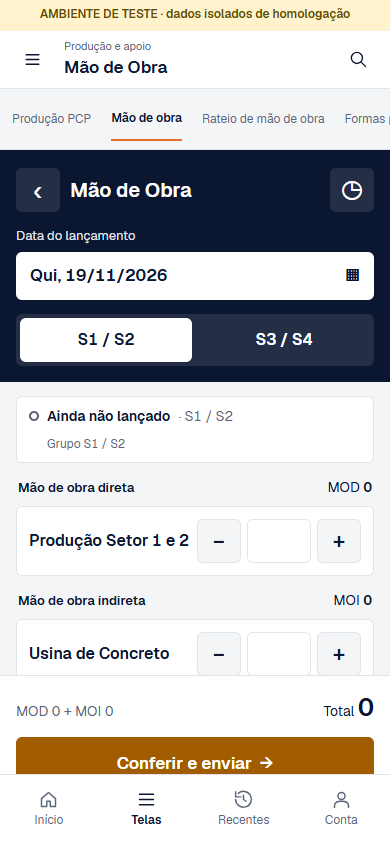 AMBIENTE DE TESTE · dados isolados de homologação
Produção e apoio
Mão de Obra
Produção PCP
Mão de obra
Rateio de mão de obra
Formas
Mão de Obra
Data do lançamento
Qui, 19/11/2026
S1 / S2
S3 / S4
Ainda não lançado · S1 / S2
Grupo S1 / S2
Mão de obra direta
MOD 0
Produção Setor 1 e 2
−
+
Mão de obra indireta
MOI 0
Usina de Concreto
−
+
MOD 0 + MOI 0
Total 0
Conferir e enviar →
Início
Telas
Recentes
Conta